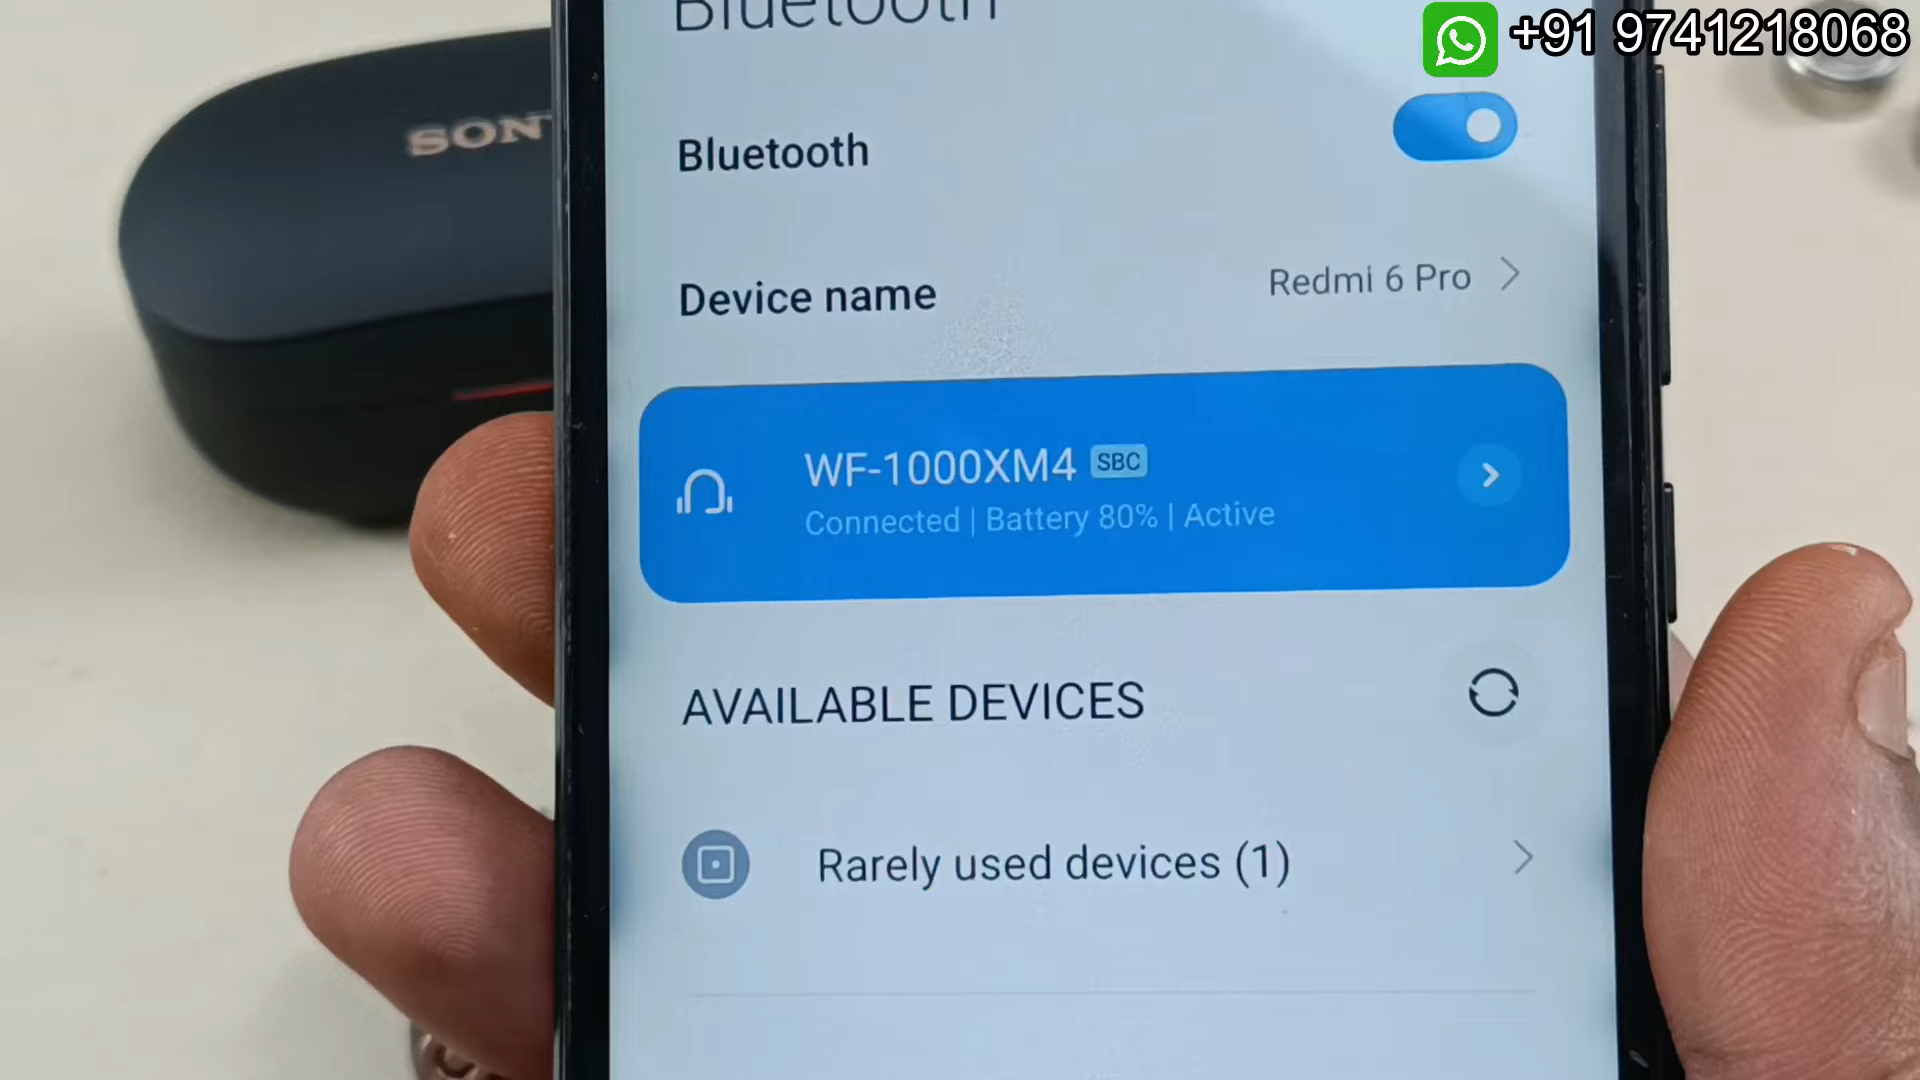 Bluetooth
+91 9741218068
SONY
Bluetooth
Device name
Redmi 6 Pro
WF-1000XM4 SBC
Connected | Battery 80% | Active
AVAILABLE DEVICES
Rarely used devices (1)